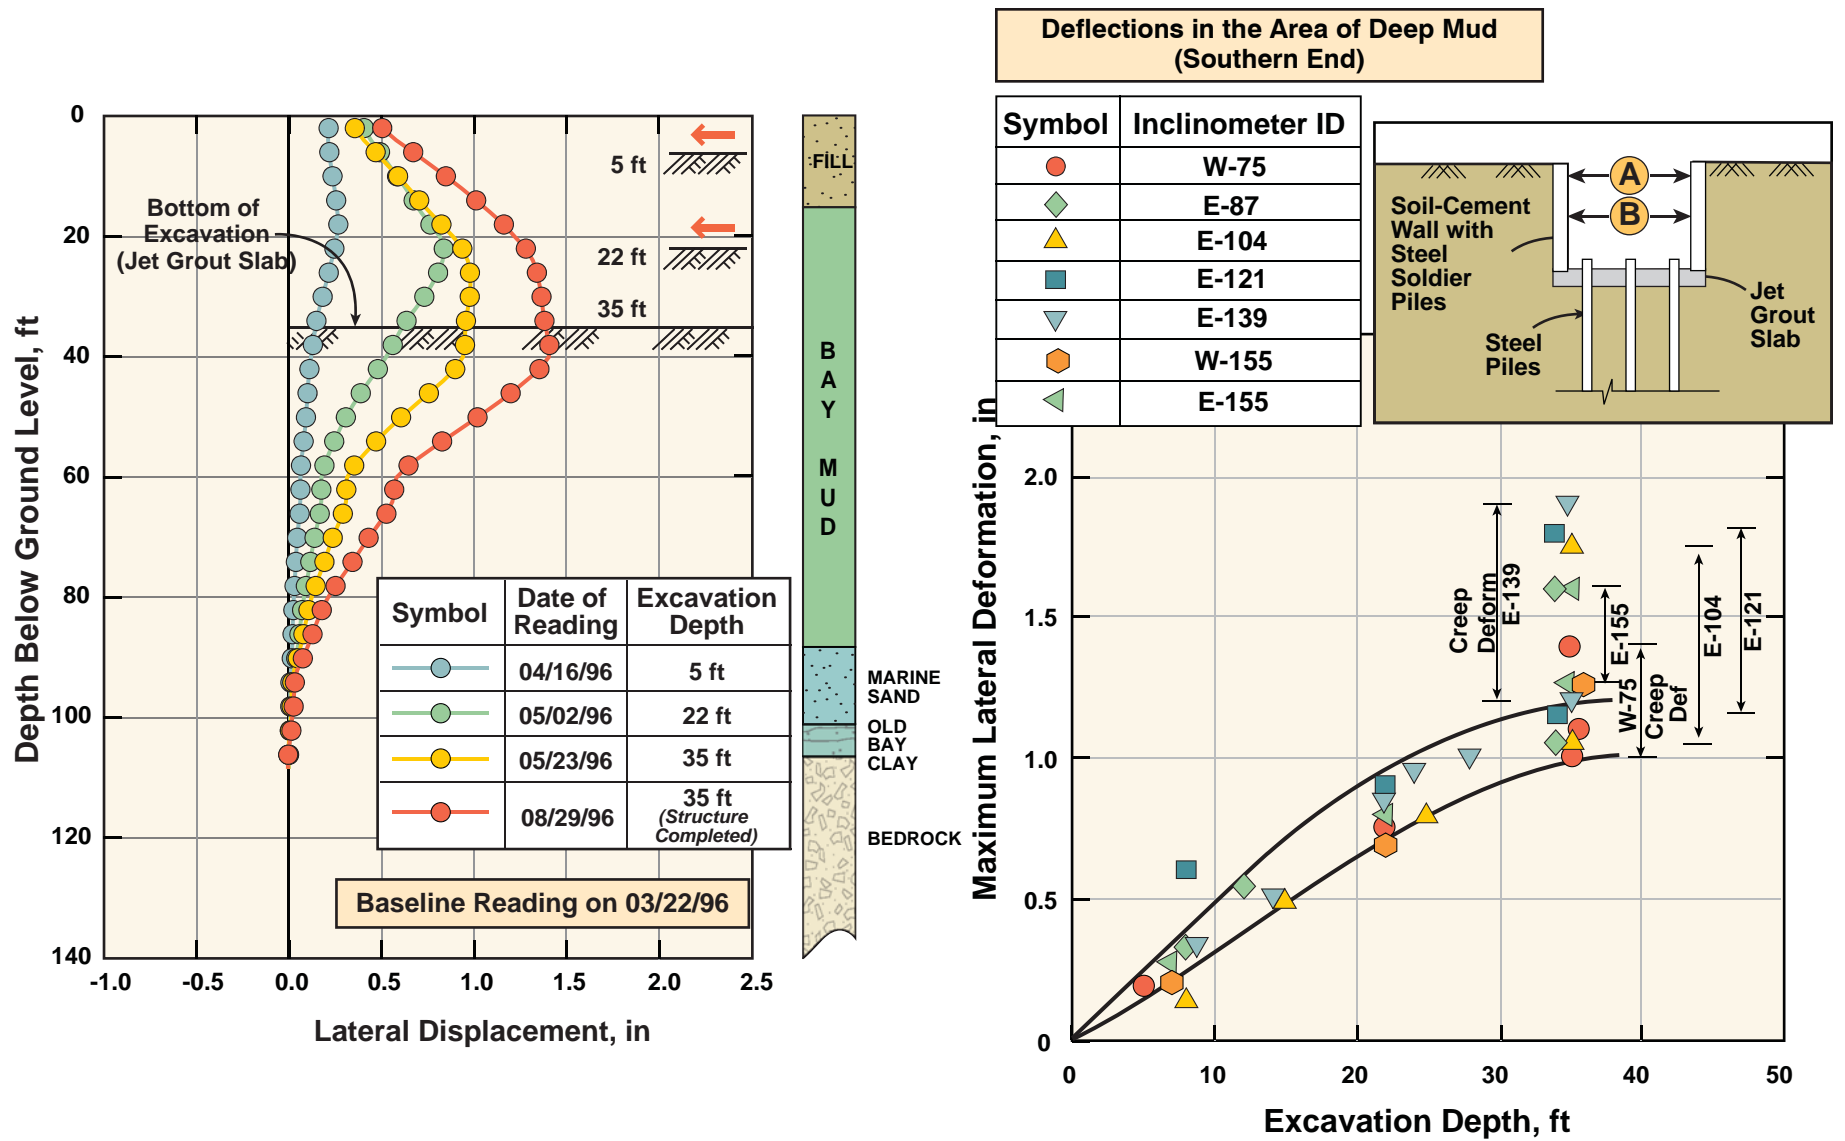 Deflections in the Area of Deep Mud
(Southern End)
0
20
40
60
80
100
120
140
Depth Below Ground Level, ft
-1.0
-0.5
0.0
0.5
1.0
1.5
2.0
2.5
Lateral Displacement, in
Bottom of
Excavation
(Jet Grout Slab)
5 ft
22 ft
35 ft
Symbol
Date of
Reading
Excavation
Depth
04/16/96
5 ft
05/02/96
22 ft
05/23/96
35 ft
08/29/96
35 ft
(Structure
Completed)
Baseline Reading on 03/22/96
FILL
BAY
MUD
MARINE
SAND
OLD
BAY
CLAY
BEDROCK
Symbol
Inclinometer ID
W-75
E-87
E-104
E-121
E-139
W-155
E-155
A
B
Soil-Cement
Wall with
Steel
Soldier
Piles
Steel
Piles
Jet
Grout
Slab
Maximum Lateral Deformation, in
2.0
1.5
1.0
0.5
0
0
10
20
30
40
50
Excavation Depth, ft
Creep
Deform
E-139
E-155
W-75
Creep
Def
E-104
E-121